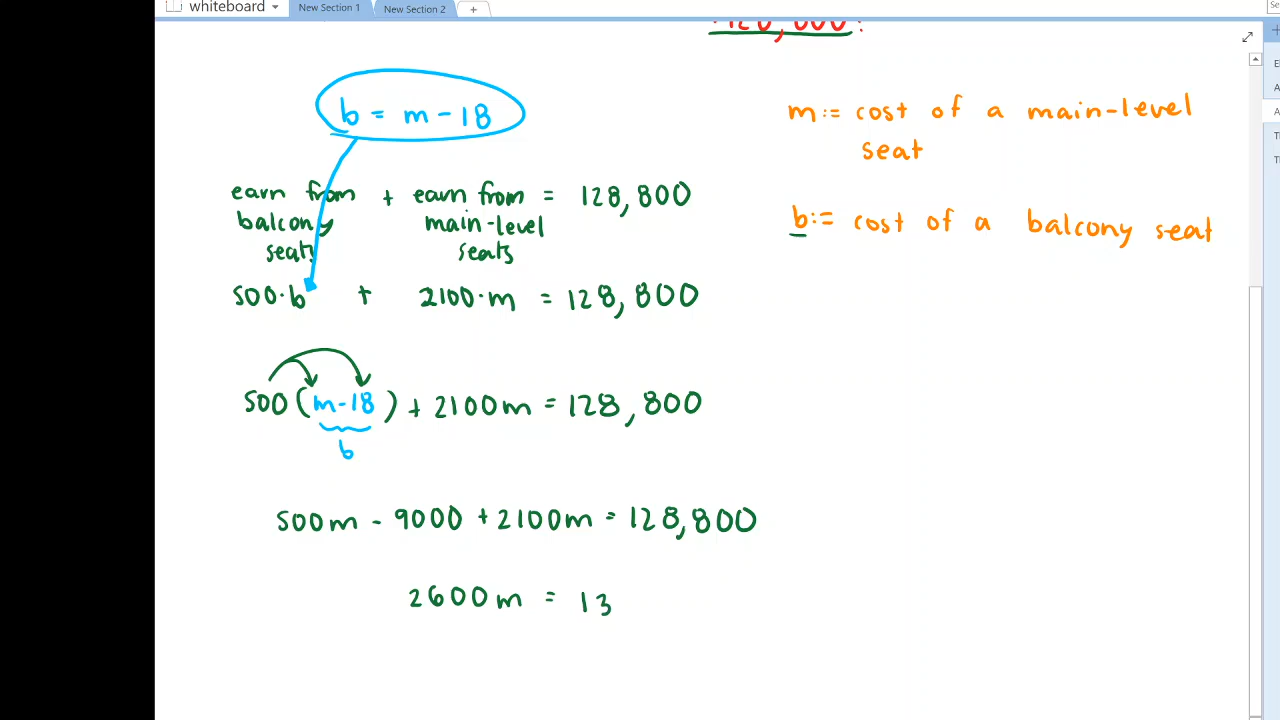 whiteboard New Section 1 New Section 2 +
128,800?
b = m - 18
m := cost of a main-level
seat
earn from + earn from = 128,800
balcony main-level
seats seats
b := cost of a balcony seat
500·b + 2100·m = 128,800
500(m-18) + 2100m = 128,800
b
500m - 9000 + 2100m = 128,800
2600m = 13